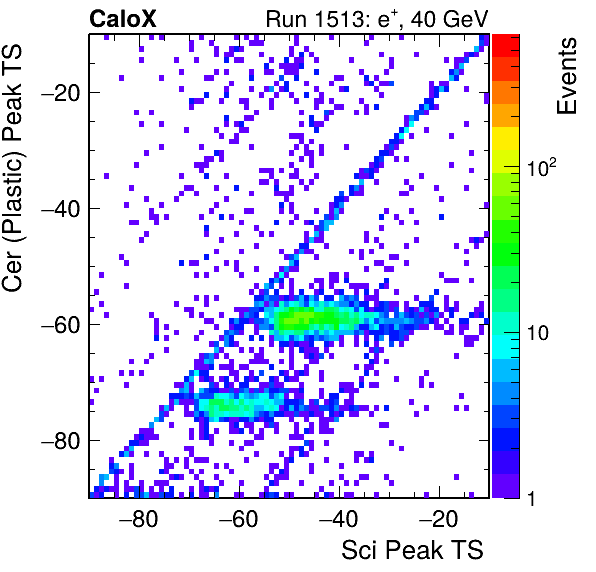 CaloX Run 1513: e⁺, 40 GeV
Cer (Plastic) Peak TS
−20
−40
−60
−80
−80 −60 −40 −20
Sci Peak TS
Events
10²
10
1